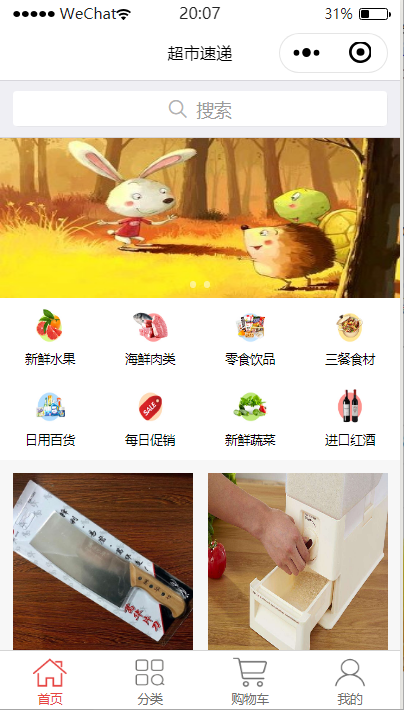 WeChat 20:07 31%
超市速递
搜索
新鲜水果 海鲜肉类 零食饮品 三餐食材
SALE
日用百货 每日促销 新鲜蔬菜 进口红酒
首页 分类 购物车 我的